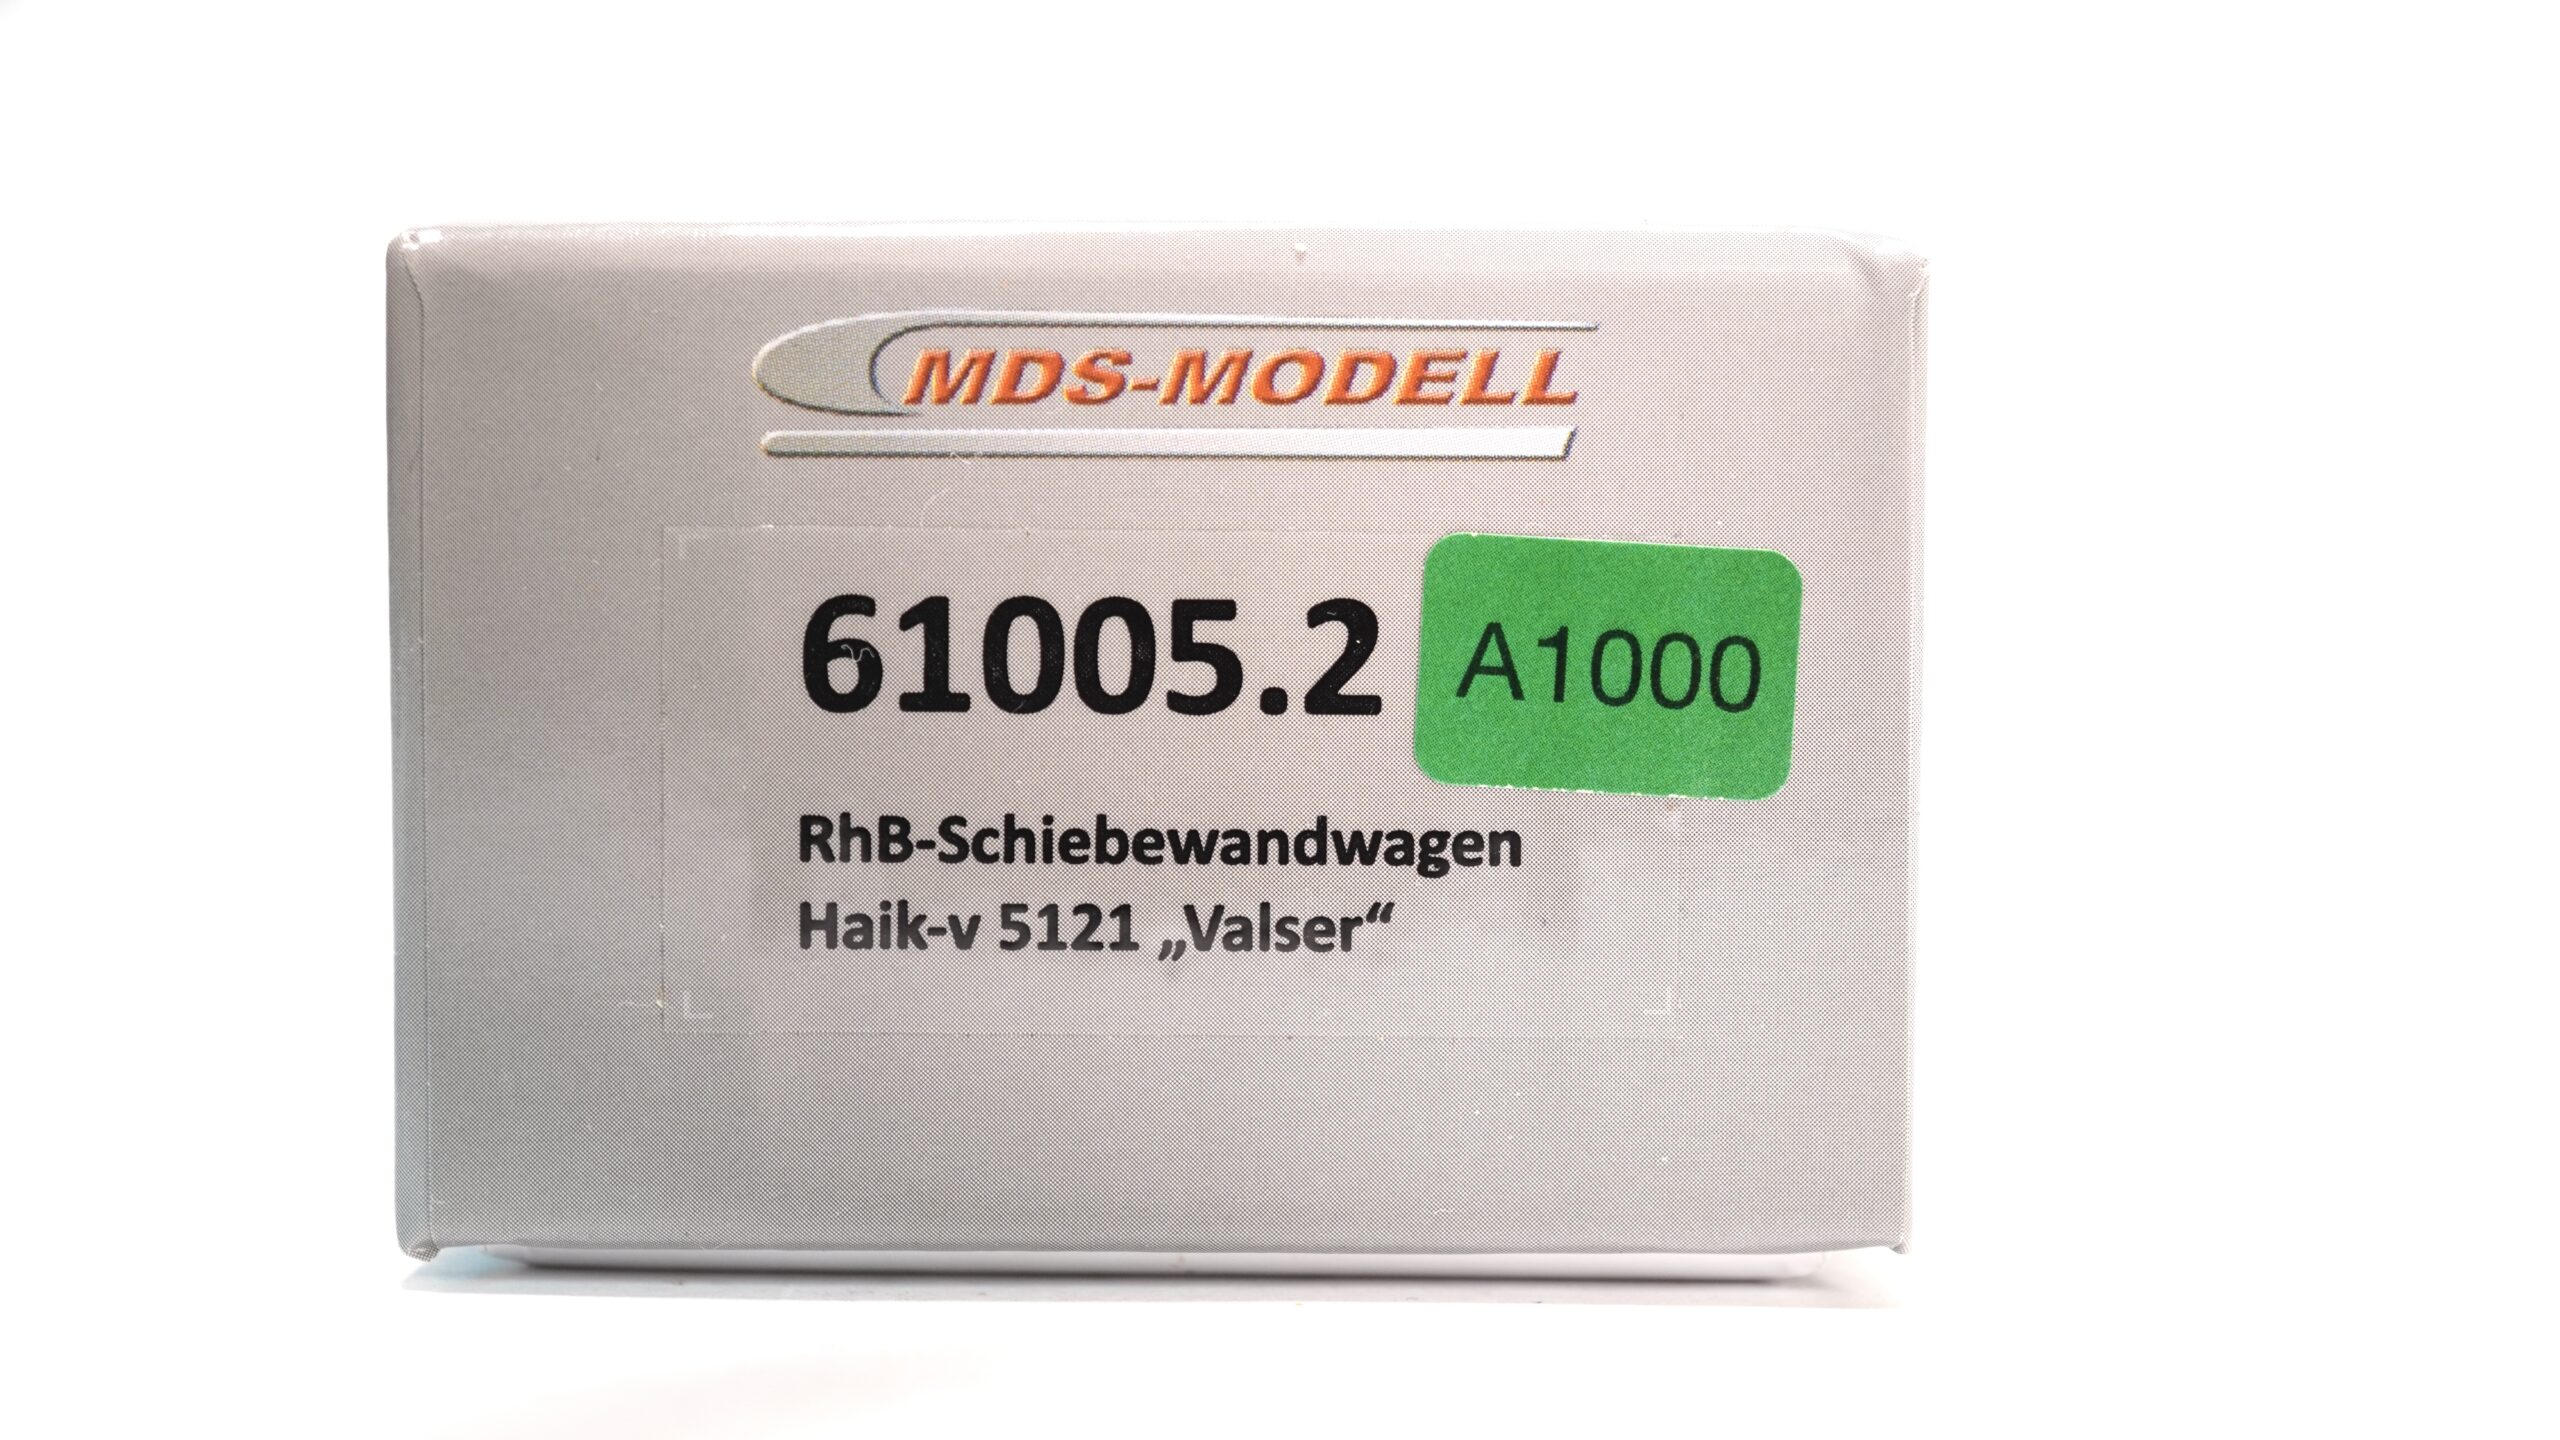 MDS-MODELL
61005.2
A1000
RhB-Schiebewandwagen
Haik-v 5121 „Valser“